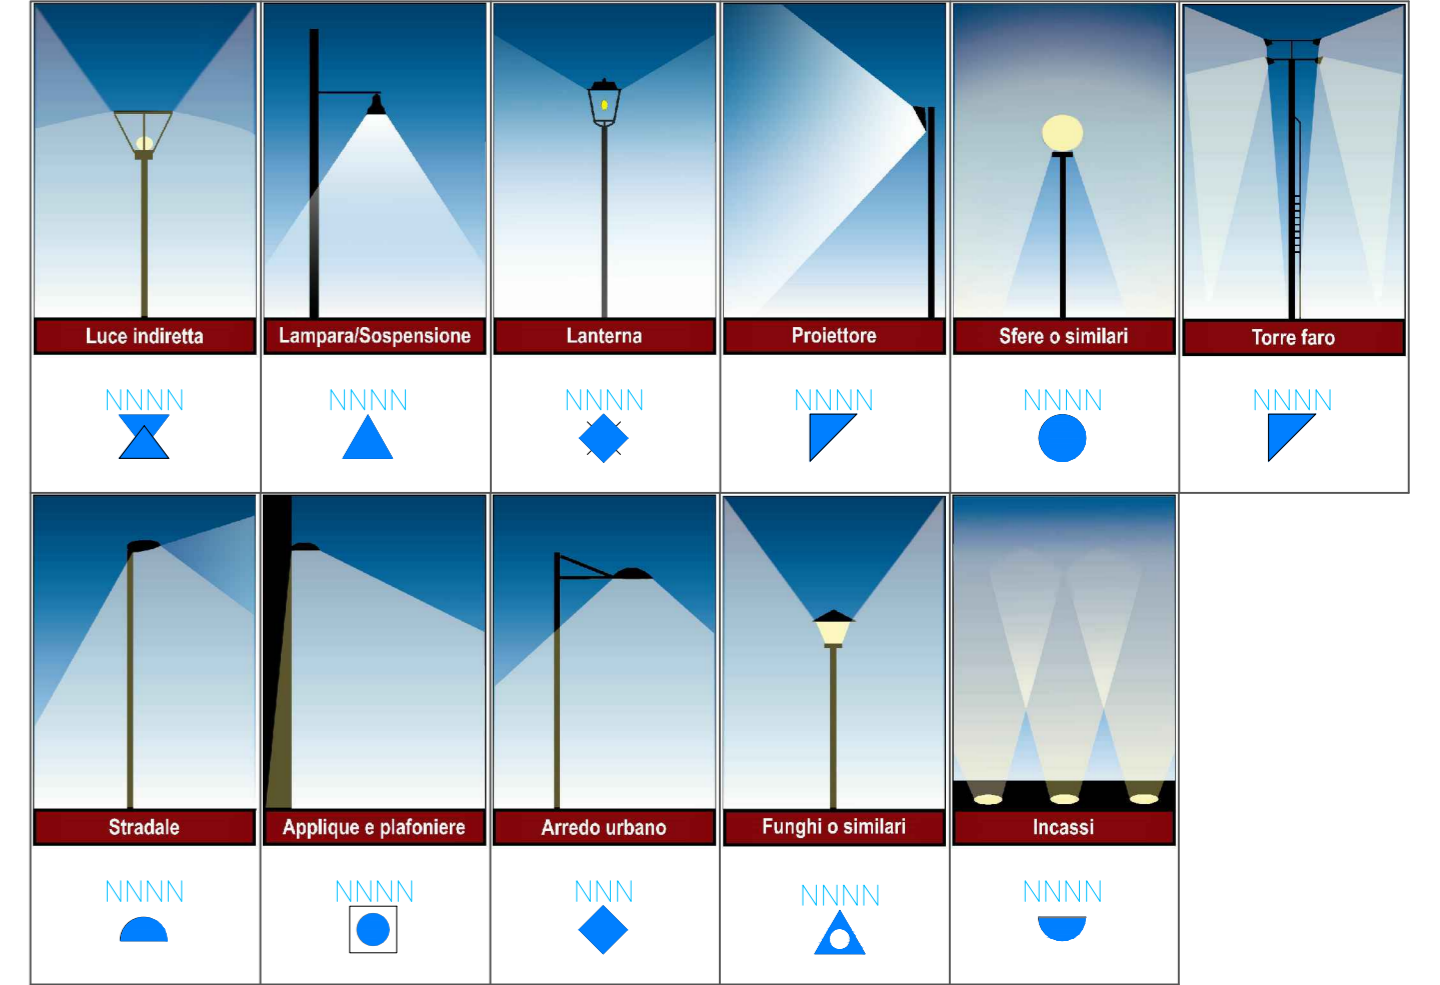 Luce indiretta
Lampara/Sospensione
Lanterna
Proiettore
Sfere o similari
Torre faro
NNNN
NNNN
NNNN
NNNN
NNNN
NNNN
Stradale
Applique e plafoniere
Arredo urbano
Funghi o similari
Incassi
NNNN
NNNN
NNN
NNNN
NNNN